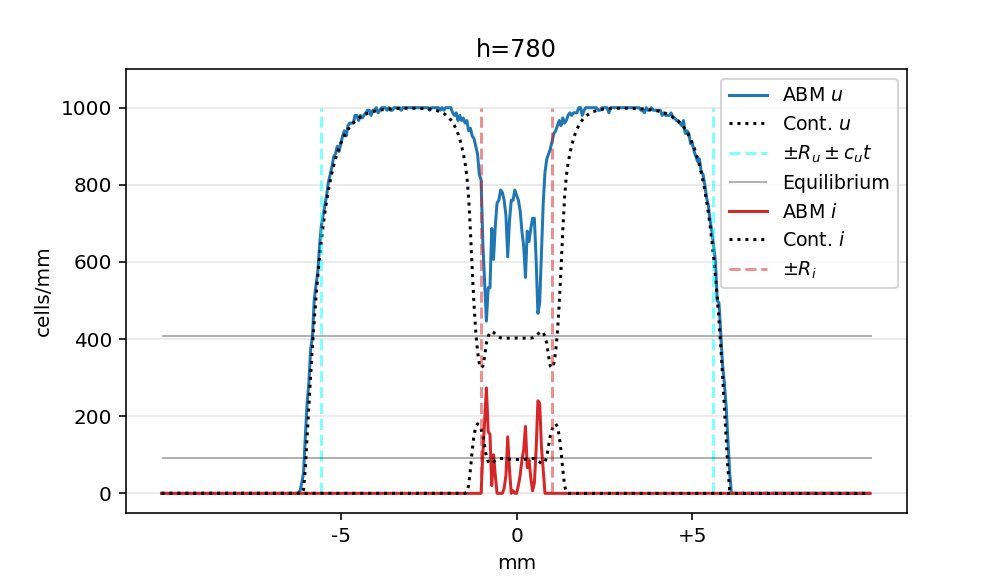 h=780
cells/mm
1000
800
600
400
200
0
-5
0
+5
mm
ABM u
Cont. u
±R_u ± c_u t
Equilibrium
ABM i
Cont. i
±R_i